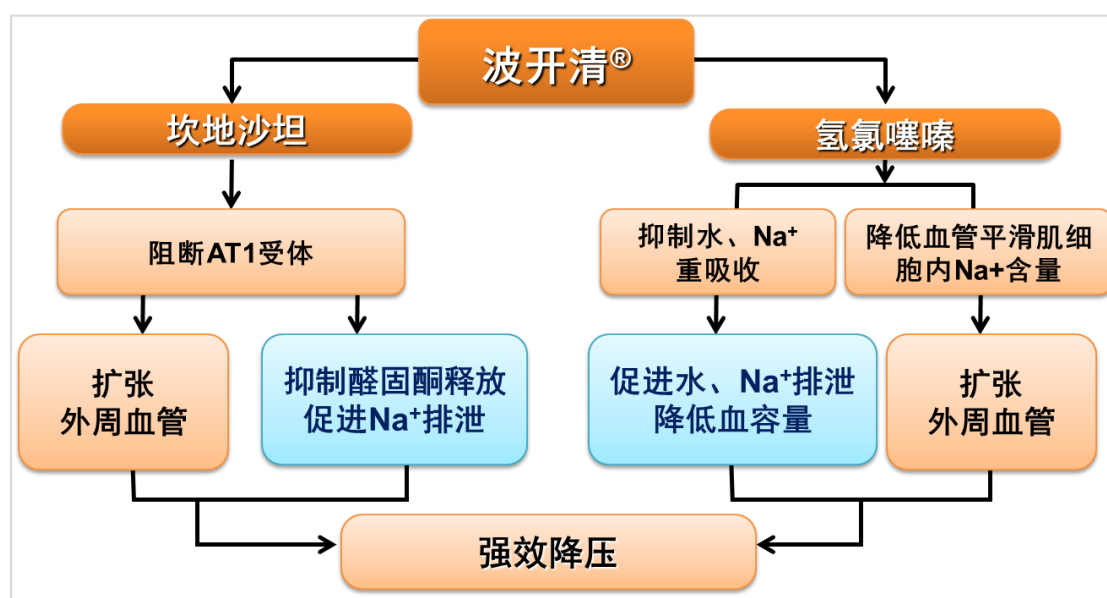 波开清®
坎地沙坦
氢氯噻嗪
阻断AT1受体
抑制水、Na⁺
重吸收
降低血管平滑肌细
胞内Na+含量
扩张
外周血管
抑制醛固酮释放
促进Na⁺排泄
促进水、Na⁺排泄
降低血容量
扩张
外周血管
强效降压